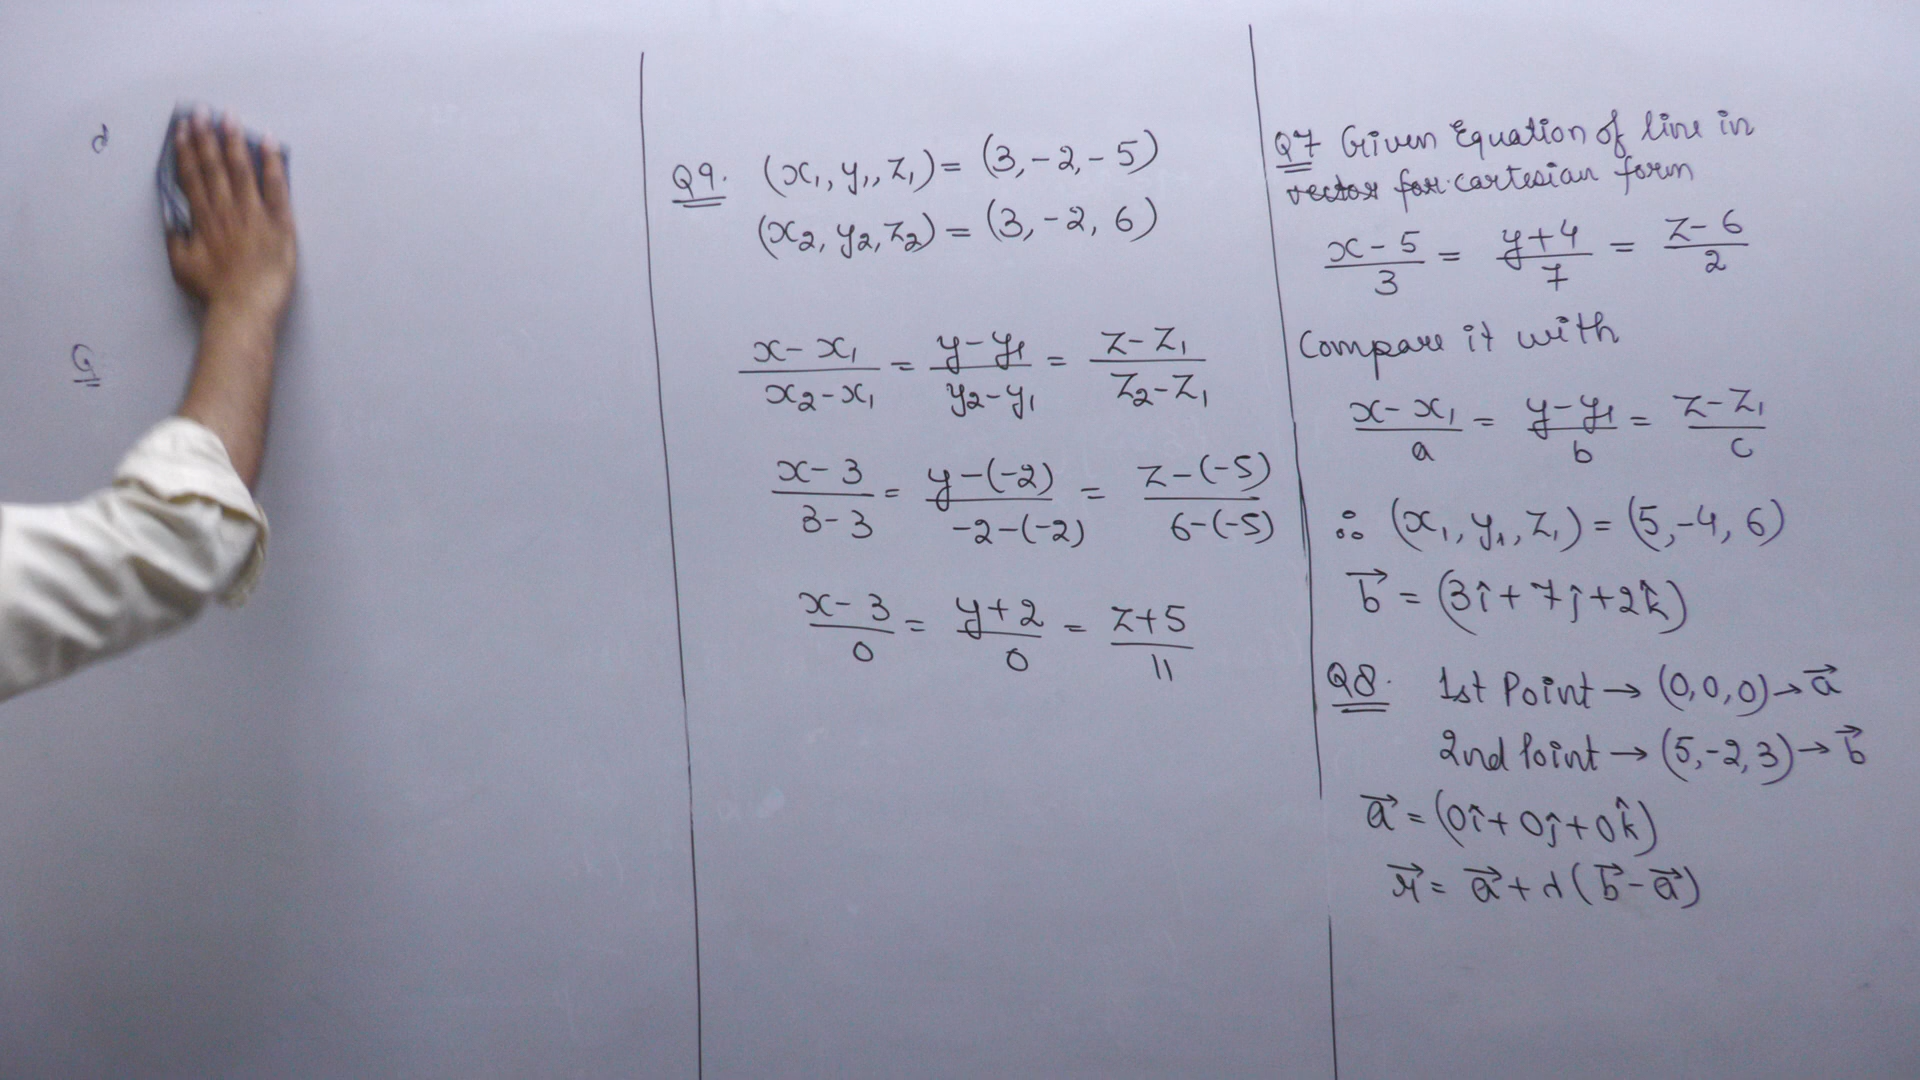 d
Q
Q9. (x₁, y₁, z₁) = (3, -2, -5)
(x₂, y₂, z₂) = (3, -2, 6)
(x - x₁)/(x₂ - x₁) = (y - y₁)/(y₂ - y₁) = (z - z₁)/(z₂ - z₁)
(x - 3)/(3 - 3) = (y - (-2))/(-2 - (-2)) = (z - (-5))/(6 - (-5))
(x - 3)/0 = (y + 2)/0 = (z + 5)/11
Q7 Given Equation of line in
vector for cartesian form
(x - 5)/3 = (y + 4)/7 = (z - 6)/2
Compare it with
(x - x₁)/a = (y - y₁)/b = (z - z₁)/c
∴ (x₁, y₁, z₁) = (5, -4, 6)
b⃗ = (3î + 7ĵ + 2k̂)
Q8. 1st Point → (0, 0, 0) → a⃗
2nd Point → (5, -2, 3) → b⃗
a⃗ = (0î + 0ĵ + 0k̂)
r⃗ = a⃗ + λ (b⃗ - a⃗)